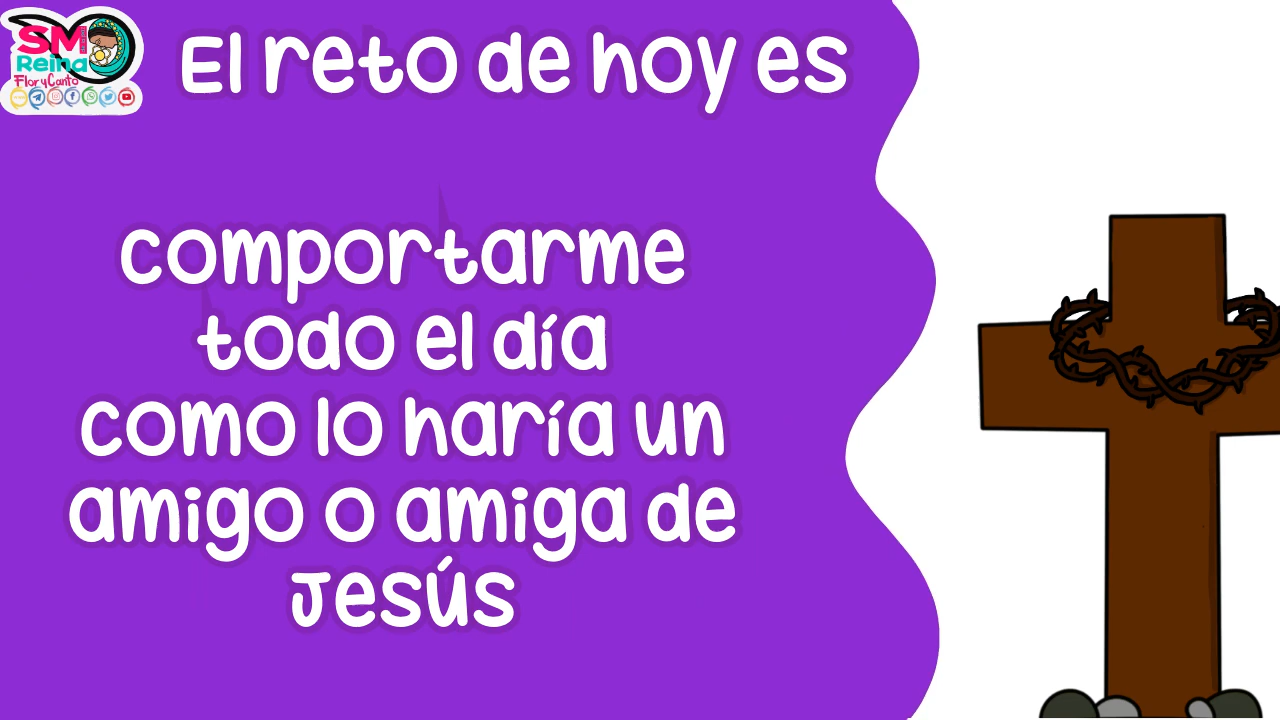 SM
Reina
Flor y Canto
El reto de hoy es
comportarme
todo el día
como lo haría un
amigo o amiga de
Jesús